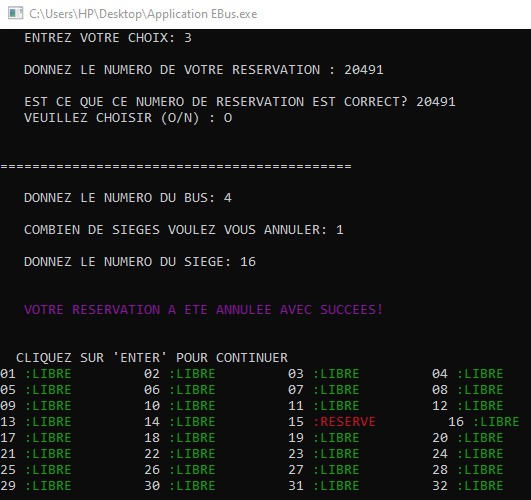 C:\Users\HP\Desktop\Application EBus.exe
ENTREZ VOTRE CHOIX: 3
DONNEZ LE NUMERO DE VOTRE RESERVATION : 20491
EST CE QUE CE NUMERO DE RESERVATION EST CORRECT? 20491
VEUILLEZ CHOISIR (O/N) : O
============================================
DONNEZ LE NUMERO DU BUS: 4
COMBIEN DE SIEGES VOULEZ VOUS ANNULER: 1
DONNEZ LE NUMERO DU SIEGE: 16
VOTRE RESERVATION A ETE ANNULEE AVEC SUCCEES!
CLIQUEZ SUR 'ENTER' POUR CONTINUER
01 :LIBRE 02 :LIBRE 03 :LIBRE 04 :LIBRE
05 :LIBRE 06 :LIBRE 07 :LIBRE 08 :LIBRE
09 :LIBRE 10 :LIBRE 11 :LIBRE 12 :LIBRE
13 :LIBRE 14 :LIBRE 15 :RESERVE 16 :LIBRE
17 :LIBRE 18 :LIBRE 19 :LIBRE 20 :LIBRE
21 :LIBRE 22 :LIBRE 23 :LIBRE 24 :LIBRE
25 :LIBRE 26 :LIBRE 27 :LIBRE 28 :LIBRE
29 :LIBRE 30 :LIBRE 31 :LIBRE 32 :LIBRE